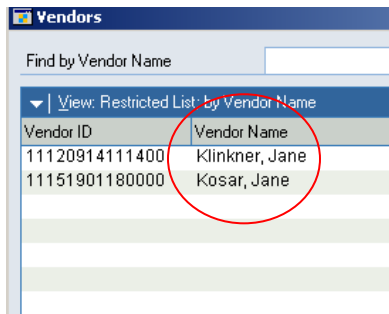 Vendors
Find by Vendor Name
View: Restricted List: by Vendor Name
Vendor ID Vendor Name
11120914111400 Klinkner, Jane
11151901180000 Kosar, Jane